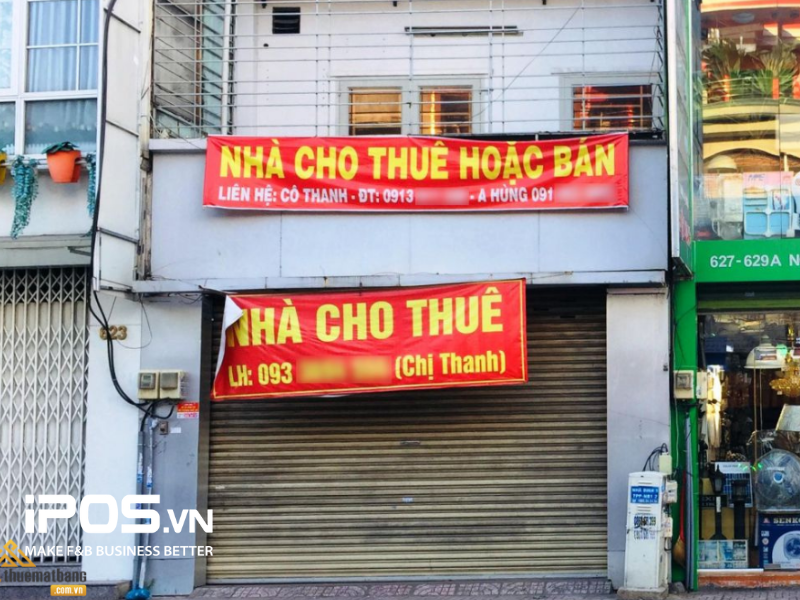 NHÀ CHO THUÊ HOẶC BÁN
LIÊN HỆ: CÔ THANH - ĐT: 0913 - A HÙNG 091
627-629A N
NHÀ CHO THUÊ
LH: 093 (Chị Thanh)
623
iPOS.VN
MAKE F&B BUSINESS BETTER
thuematbang
.com.vn